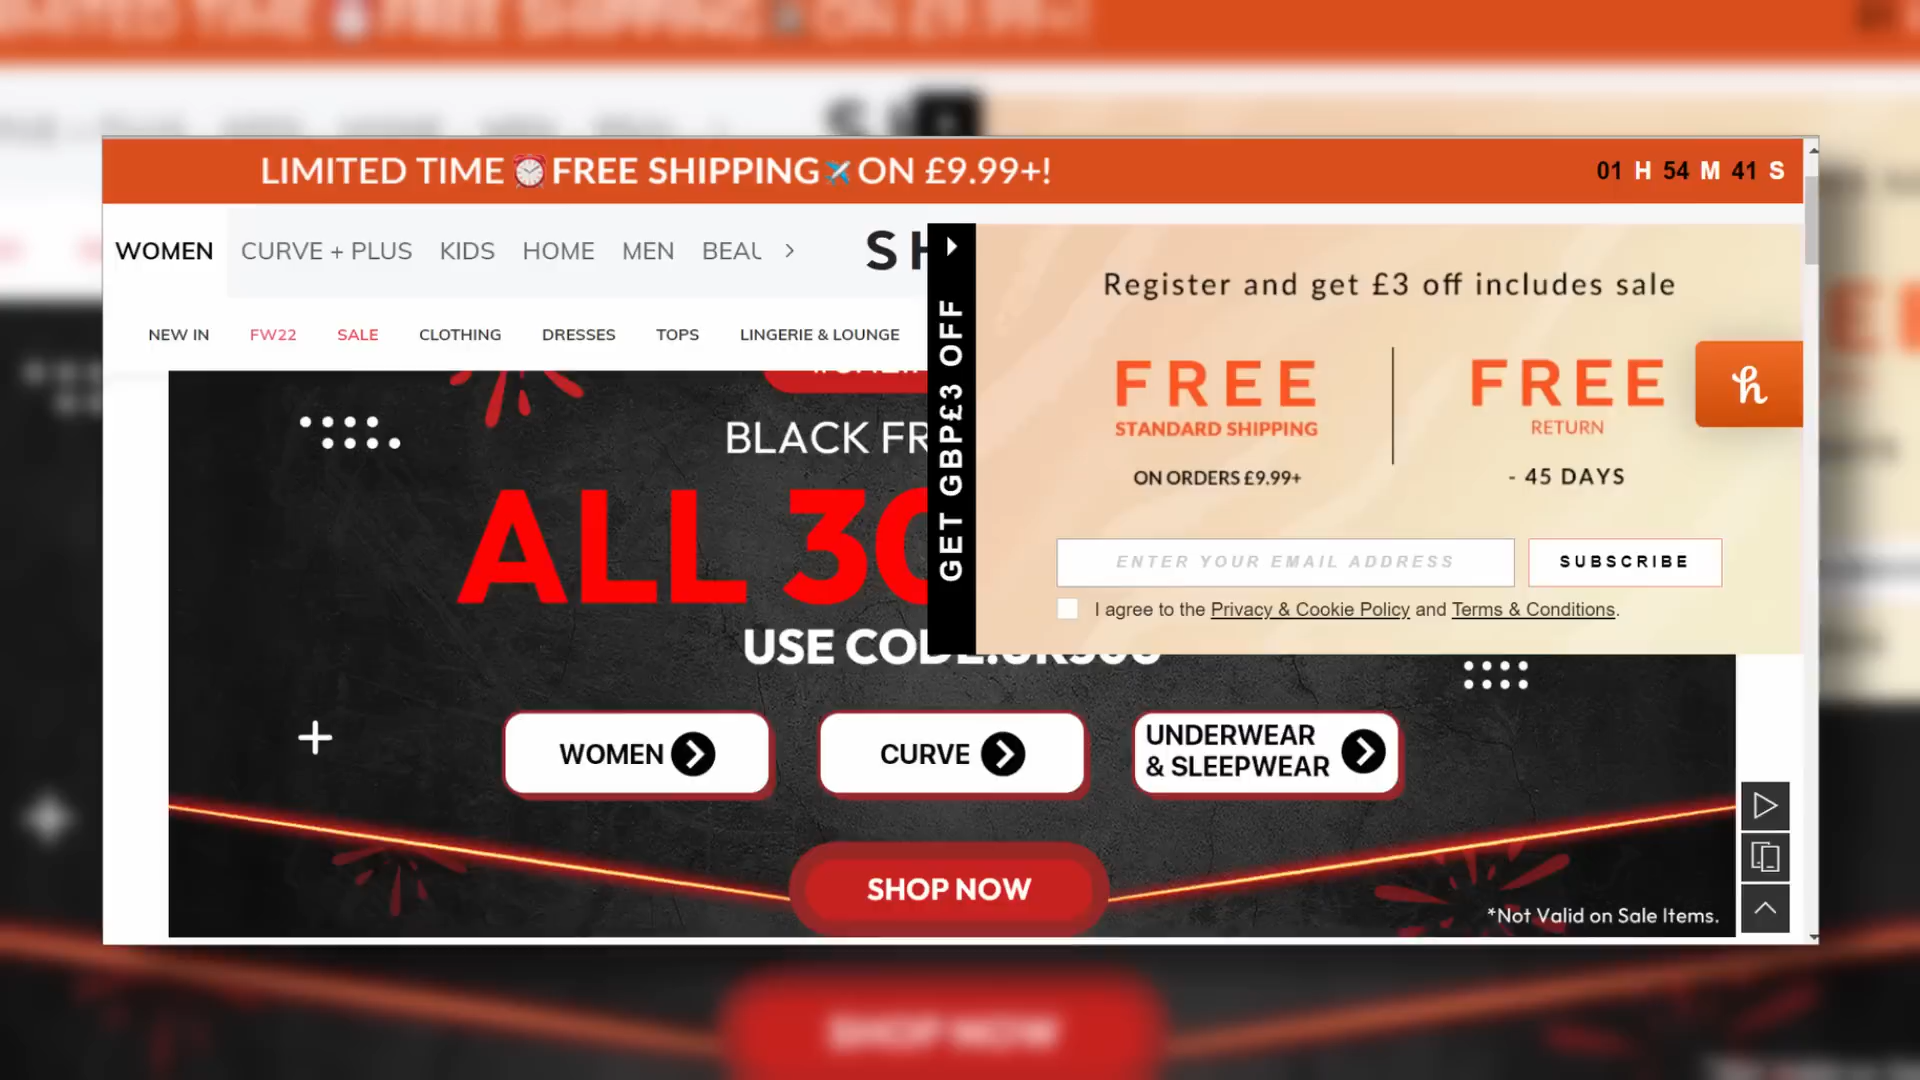 LIMITED TIME FREE SHIPPING ON £9.99+!
01 H 54 M 41 S
WOMEN CURVE + PLUS KIDS HOME MEN BEAU
SH
NEW IN FW22 SALE CLOTHING DRESSES TOPS LINGERIE & LOUNGE
GET GBP£3 OFF
Register and get £3 off includes sale
FREE
STANDARD SHIPPING
ON ORDERS £9.99+
FREE
RETURN
- 45 DAYS
ENTER YOUR EMAIL ADDRESS
SUBSCRIBE
I agree to the Privacy & Cookie Policy and Terms & Conditions.
BLACK FR
ALL 30
USE CODE:
WOMEN
CURVE
UNDERWEAR
& SLEEPWEAR
SHOP NOW
*Not Valid on Sale Items.
SHOP NOW